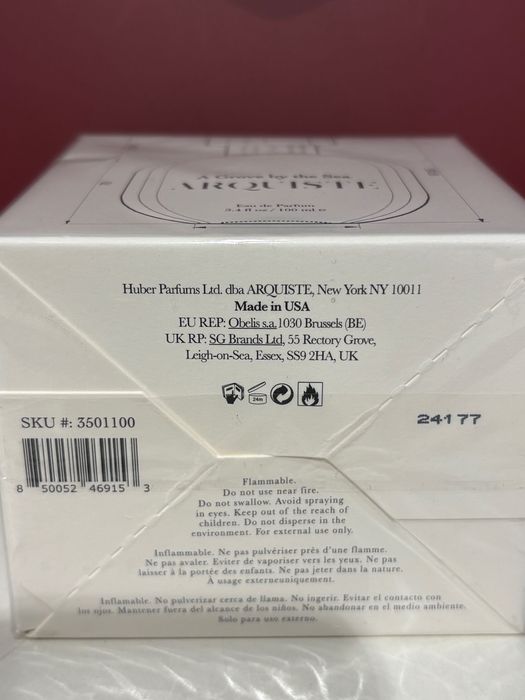 A Grove by the Sea
ARQUISTE
Eau de Parfum
3.4 fl oz / 100 ml ℮
Huber Parfums Ltd. dba ARQUISTE, New York NY 10011
Made in USA
EU REP: Obelis s.a, 1030 Brussels (BE)
UK RP: SG Brands Ltd, 55 Rectory Grove,
Leigh-on-Sea, Essex, SS9 2HA, UK
24m
SKU #: 3501100
24177
8 50052 46915 3
Flammable.
Do not use near fire.
Do not swallow. Avoid spraying
in eyes. Keep out of the reach of
children. Do not disperse in the
environment. For external use only.
Inflammable. Ne pas pulvériser près d'une flamme.
Ne pas avaler. Eviter de vaporiser vers les yeux. Ne pas
laisser à la portée des enfants. Ne pas jeter dans la nature.
À usage externeuniquement.
Inflamable. No pulverizar cerca de llama. No ingerir. Evitar el contacto con
los ojos. Mantener fuera del alcance de los niños. No abandonar en el medio ambiente.
Solo para uso externo.